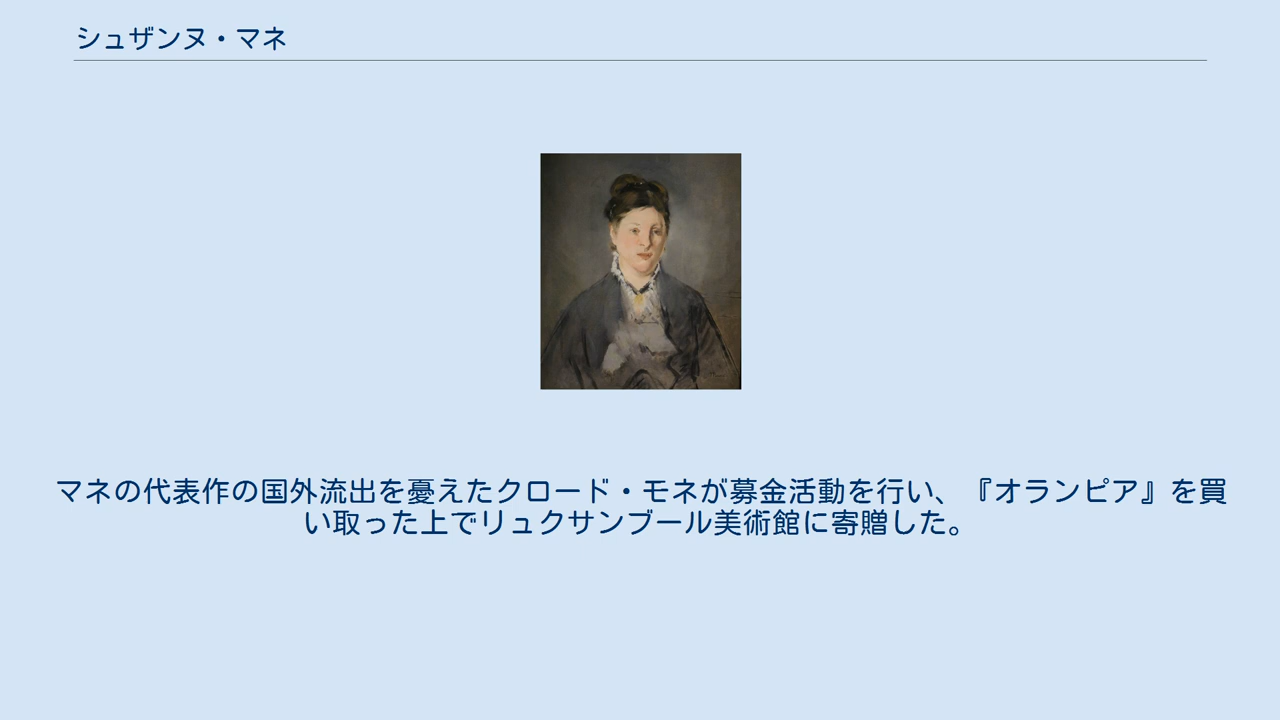 シュザンヌ・マネ
マネの代表作の国外流出を憂えたクロード・モネが募金活動を行い、『オランピア』を買
い取った上でリュクサンブール美術館に寄贈した。